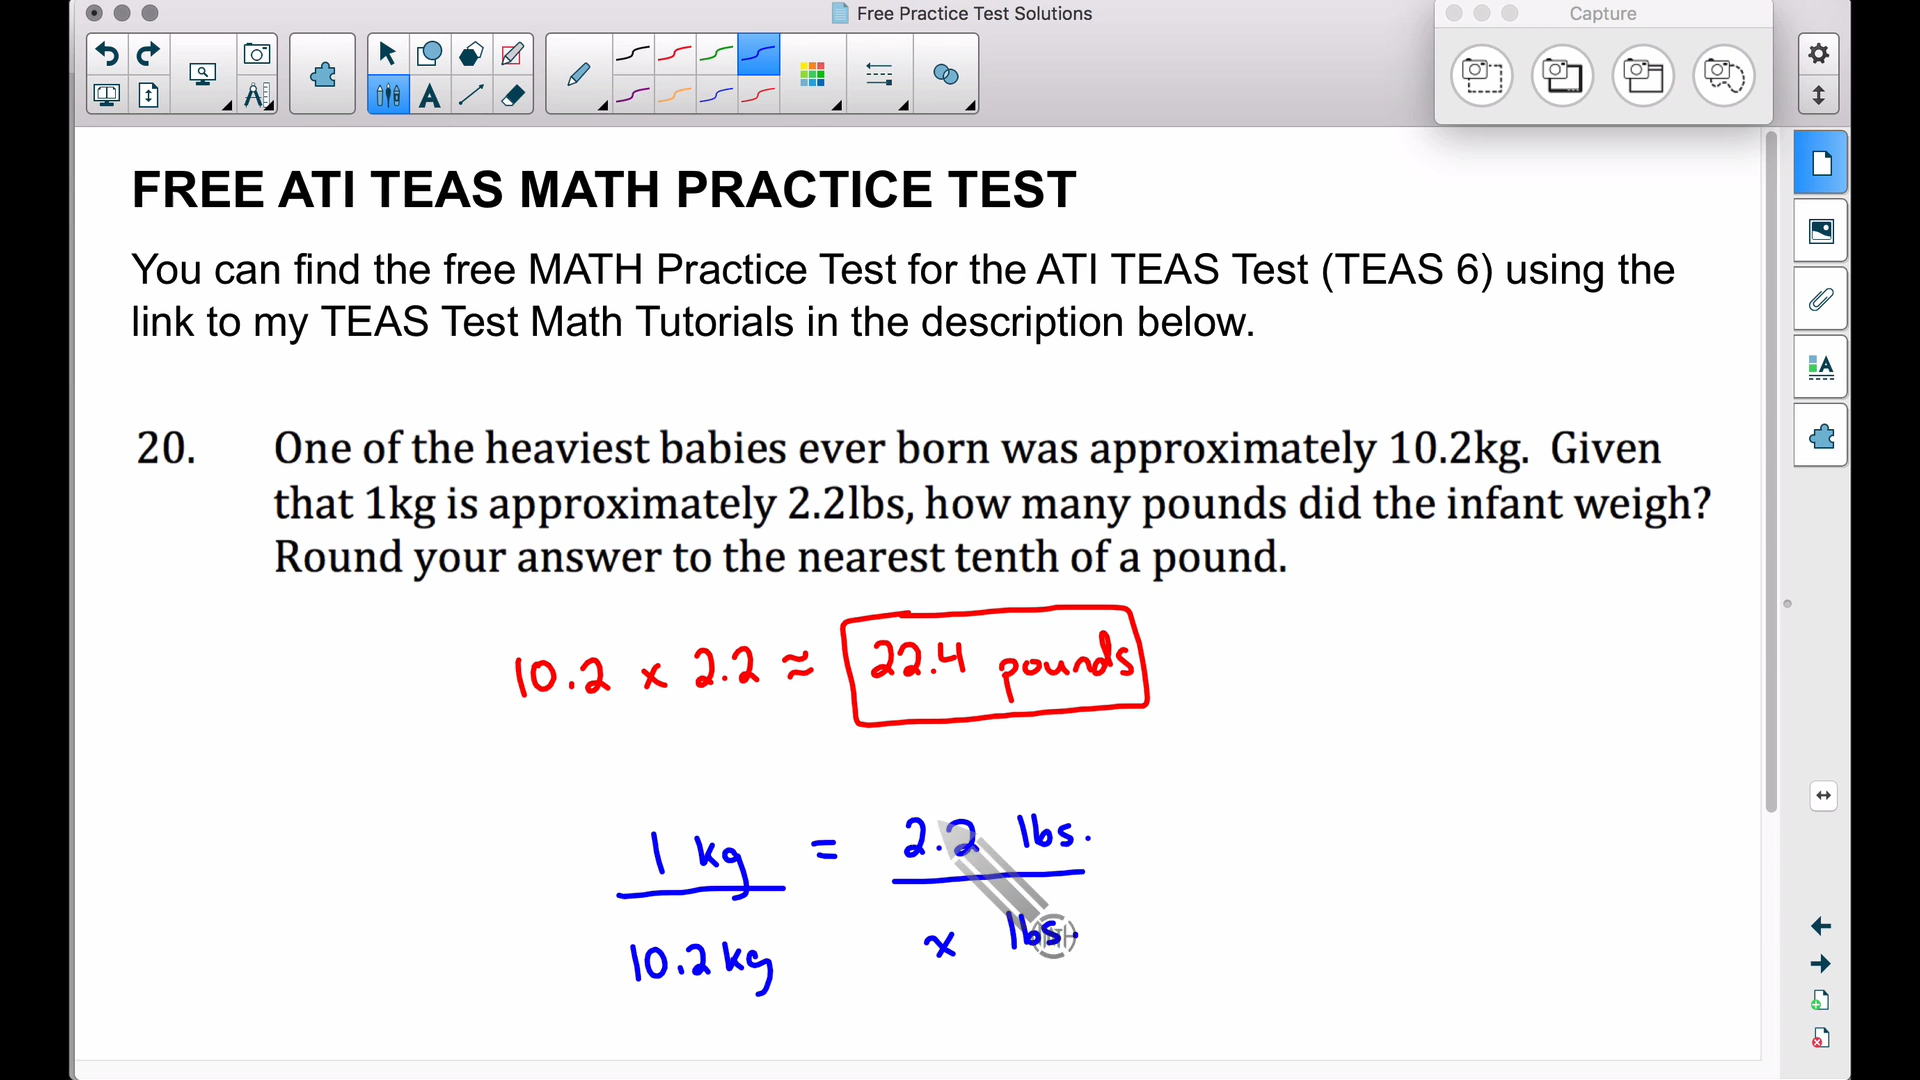 Free Practice Test Solutions
Capture
FREE ATI TEAS MATH PRACTICE TEST
You can find the free MATH Practice Test for the ATI TEAS Test (TEAS 6) using the
link to my TEAS Test Math Tutorials in the description below.
20. One of the heaviest babies ever born was approximately 10.2kg. Given
that 1kg is approximately 2.2lbs, how many pounds did the infant weigh?
Round your answer to the nearest tenth of a pound.
10.2 x 2.2 ≈ 22.4 pounds
1 kg = 2.2 lbs.
10.2 kg x lbs.